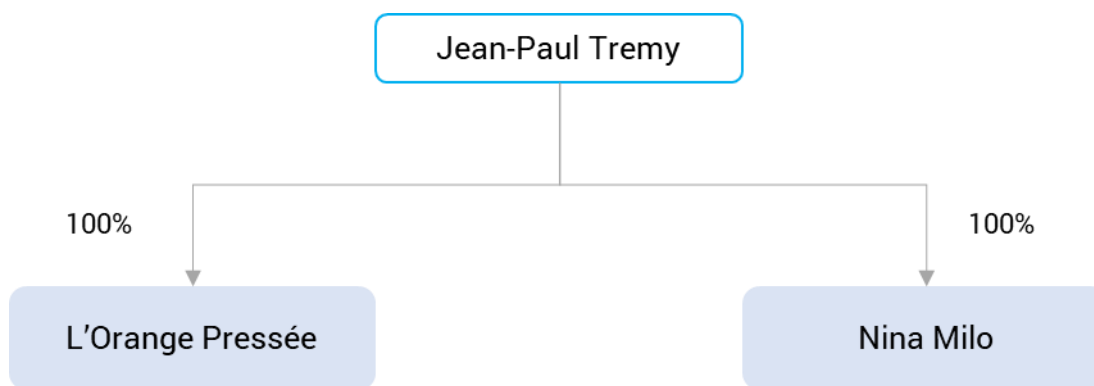 Jean-Paul Tremy
100%
100%
L’Orange Pressée
Nina Milo